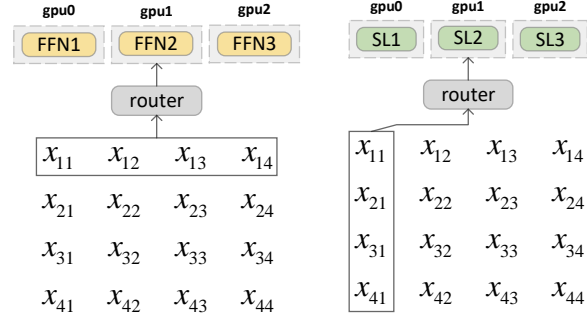 gpu0 gpu1 gpu2
FFN1 FFN2 FFN3
router
x₁₁ x₁₂ x₁₃ x₁₄
x₂₁ x₂₂ x₂₃ x₂₄
x₃₁ x₃₂ x₃₃ x₃₄
x₄₁ x₄₂ x₄₃ x₄₄
gpu0 gpu1 gpu2
SL1 SL2 SL3
router
x₁₁ x₁₂ x₁₃ x₁₄
x₂₁ x₂₂ x₂₃ x₂₄
x₃₁ x₃₂ x₃₃ x₃₄
x₄₁ x₄₂ x₄₃ x₄₄